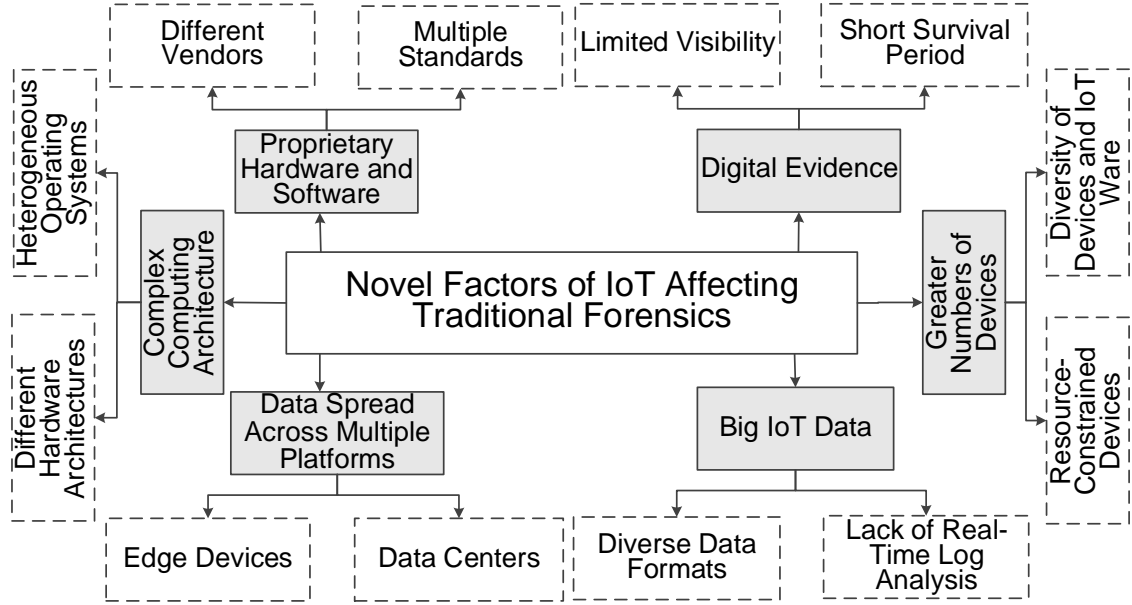 Different
Vendors
Multiple
Standards
Limited Visibility
Short Survival
Period
Heterogeneous
Operating
Systems
Proprietary
Hardware and
Software
Digital Evidence
Diversity of
Devices and IoT
Ware
Complex
Computing
Architecture
Novel Factors of IoT Affecting
Traditional Forensics
Greater
Numbers of
Devices
Different
Hardware
Architectures
Data Spread
Across Multiple
Platforms
Big IoT Data
Resource-
Constrained
Devices
Edge Devices
Data Centers
Diverse Data
Formats
Lack of Real-
Time Log
Analysis